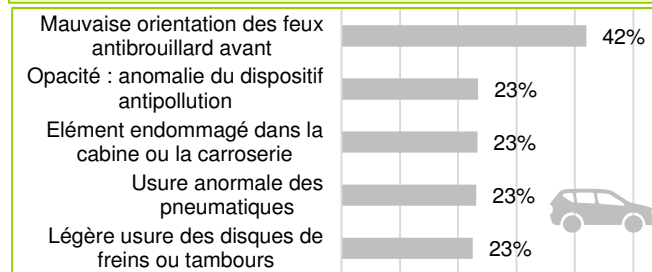 Mauvaise orientation des feux
antibrouillard avant
42%
Opacité : anomalie du dispositif
antipollution
23%
Elément endommagé dans la
cabine ou la carroserie
23%
Usure anormale des
pneumatiques
23%
Légère usure des disques de
freins ou tambours
23%